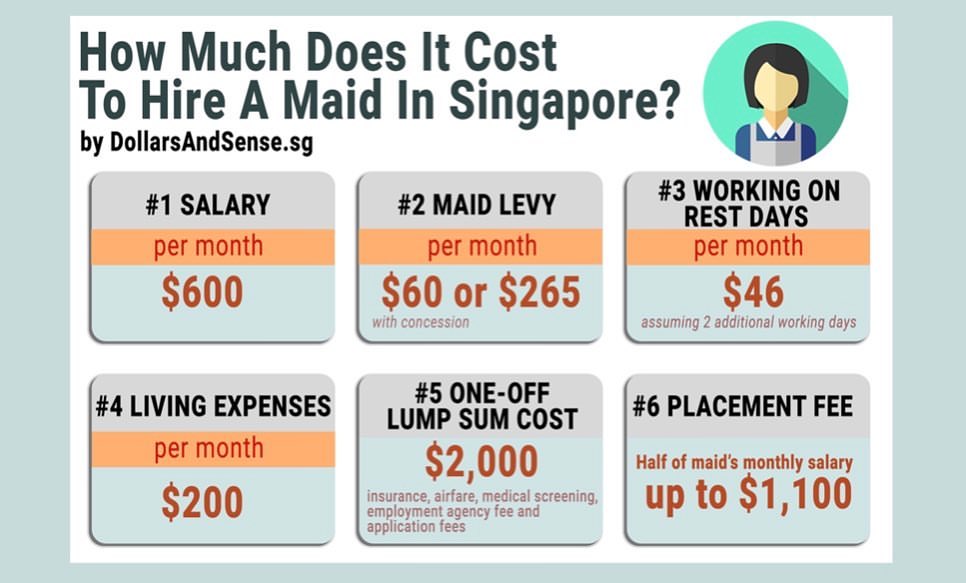 How Much Does It Cost
To Hire A Maid In Singapore?
by DollarsAndSense.sg
#1 SALARY
per month
$600
#2 MAID LEVY
per month
$60 or $265
with concession
#3 WORKING ON
REST DAYS
per month
$46
assuming 2 additional working days
#4 LIVING EXPENSES
per month
$200
#5 ONE-OFF
LUMP SUM COST
$2,000
insurance, airfare, medical screening,
employment agency fee and
application fees
#6 PLACEMENT FEE
Half of maid's monthly salary
up to $1,100